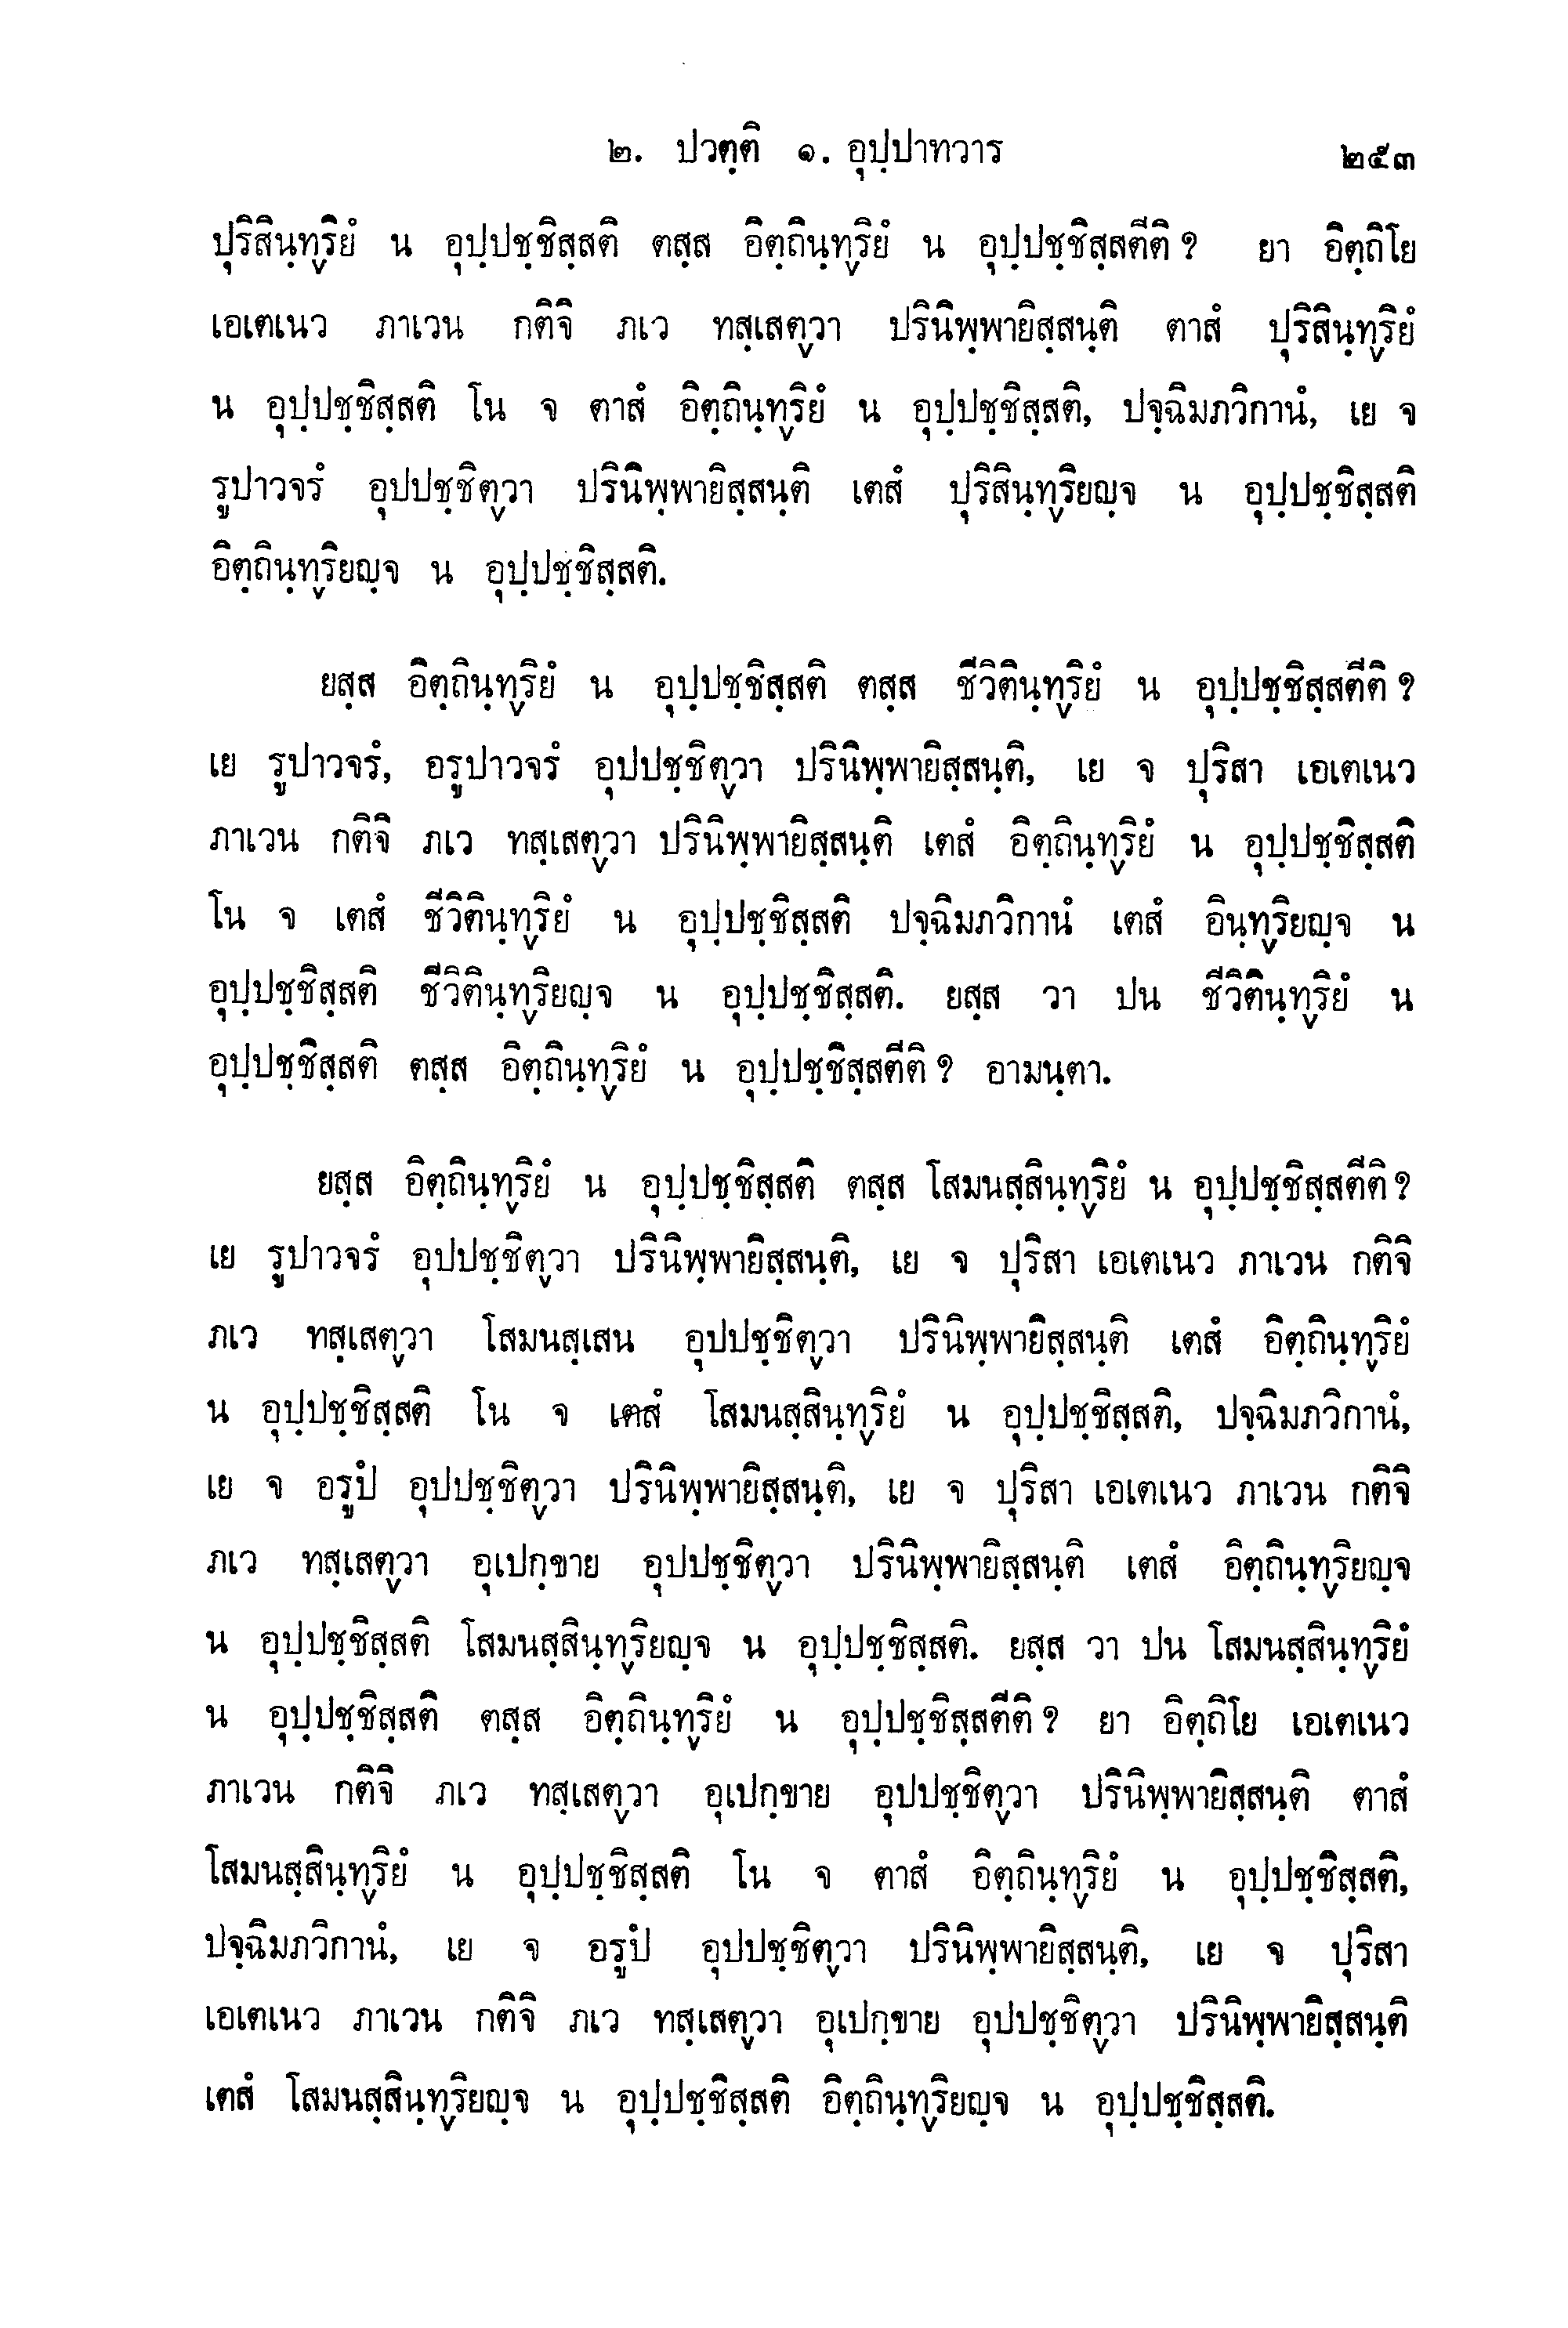 ๒. ปวตฺติ ๑. อุปฺปาทวาร ๒๕๓
ปุริสินฺทฺริยํ น อุปฺปชฺชิสฺสติ ตสฺส อิตฺถินฺทฺริยํ น อุปฺปชฺชิสฺสตีติ ? ยา อิตฺถิโย
เอเตเนว ภาเวน กติจิ ภเว ทสฺเสตฺวา ปรินิพฺพายิสฺสนฺติ ตาสํ ปุริสินฺทฺริยํ
น อุปฺปชฺชิสฺสติ โน จ ตาสํ อิตฺถินฺทฺริยํ น อุปฺปชฺชิสฺสติ, ปจฺฉิมภวิกานํ, เย จ
รูปาวจรํ อุปปชฺชิตฺวา ปรินิพฺพายิสฺสนฺติ เตสํ ปุริสินฺทฺริยญฺจ น อุปฺปชฺชิสฺสติ
อิตฺถินฺทฺริยญฺจ น อุปฺปชฺชิสฺสติ.
ยสฺส อิตฺถินฺทฺริยํ น อุปฺปชฺชิสฺสติ ตสฺส ชีวิตินฺทฺริยํ น อุปฺปชฺชิสฺสตีติ ?
เย รูปาวจรํ, อรูปาวจรํ อุปปชฺชิตฺวา ปรินิพฺพายิสฺสนฺติ, เย จ ปุริสา เอเตเนว
ภาเวน กติจิ ภเว ทสฺเสตฺวา ปรินิพฺพายิสฺสนฺติ เตสํ อิตฺถินฺทฺริยํ น อุปฺปชฺชิสฺสติ
โน จ เตสํ ชีวิตินฺทฺริยํ น อุปฺปชฺชิสฺสติ ปจฺฉิมภวิกานํ เตสํ อินฺทฺริยญฺจ น
อุปฺปชฺชิสฺสติ ชีวิตินฺทฺริยญฺจ น อุปฺปชฺชิสฺสติ. ยสฺส วา ปน ชีวิตินฺทฺริยํ น
อุปฺปชฺชิสฺสติ ตสฺส อิตฺถินฺทฺริยํ น อุปฺปชฺชิสฺสตีติ ? อามนฺตา.
ยสฺส อิตฺถินฺทฺริยํ น อุปฺปชฺชิสฺสติ ตสฺส โสมนสฺสินฺทฺริยํ น อุปฺปชฺชิสฺสตีติ ?
เย รูปาวจรํ อุปปชฺชิตฺวา ปรินิพฺพายิสฺสนฺติ, เย จ ปุริสา เอเตเนว ภาเวน กติจิ
ภเว ทสฺเสตฺวา โสมนสฺเสน อุปปชฺชิตฺวา ปรินิพฺพายิสฺสนฺติ เตสํ อิตฺถินฺทฺริยํ
น อุปฺปชฺชิสฺสติ โน จ เตสํ โสมนสฺสินฺทฺริยํ น อุปฺปชฺชิสฺสติ, ปจฺฉิมภวิกานํ,
เย จ อรูปํ อุปปชฺชิตฺวา ปรินิพฺพายิสฺสนฺติ, เย จ ปุริสา เอเตเนว ภาเวน กติจิ
ภเว ทสฺเสตฺวา อุเปกฺขาย อุปปชฺชิตฺวา ปรินิพฺพายิสฺสนฺติ เตสํ อิตฺถินฺทฺริยญฺจ
น อุปฺปชฺชิสฺสติ โสมนสฺสินฺทฺริยญฺจ น อุปฺปชฺชิสฺสติ. ยสฺส วา ปน โสมนสฺสินฺทฺริยํ
น อุปฺปชฺชิสฺสติ ตสฺส อิตฺถินฺทฺริยํ น อุปฺปชฺชิสฺสตีติ ? ยา อิตฺถิโย เอเตเนว
ภาเวน กติจิ ภเว ทสฺเสตฺวา อุเปกฺขาย อุปปชฺชิตฺวา ปรินิพฺพายิสฺสนฺติ ตาสํ
โสมนสฺสินฺทฺริยํ น อุปฺปชฺชิสฺสติ โน จ ตาสํ อิตฺถินฺทฺริยํ น อุปฺปชฺชิสฺสติ,
ปจฺฉิมภวิกานํ, เย จ อรูปํ อุปปชฺชิตฺวา ปรินิพฺพายิสฺสนฺติ, เย จ ปุริสา
เอเตเนว ภาเวน กติจิ ภเว ทสฺเสตฺวา อุเปกฺขาย อุปปชฺชิตฺวา ปรินิพฺพายิสฺสนฺติ
เตสํ โสมนสฺสินฺทฺริยญฺจ น อุปฺปชฺชิสฺสติ อิตฺถินฺทฺริยญฺจ น อุปฺปชฺชิสฺสติ.